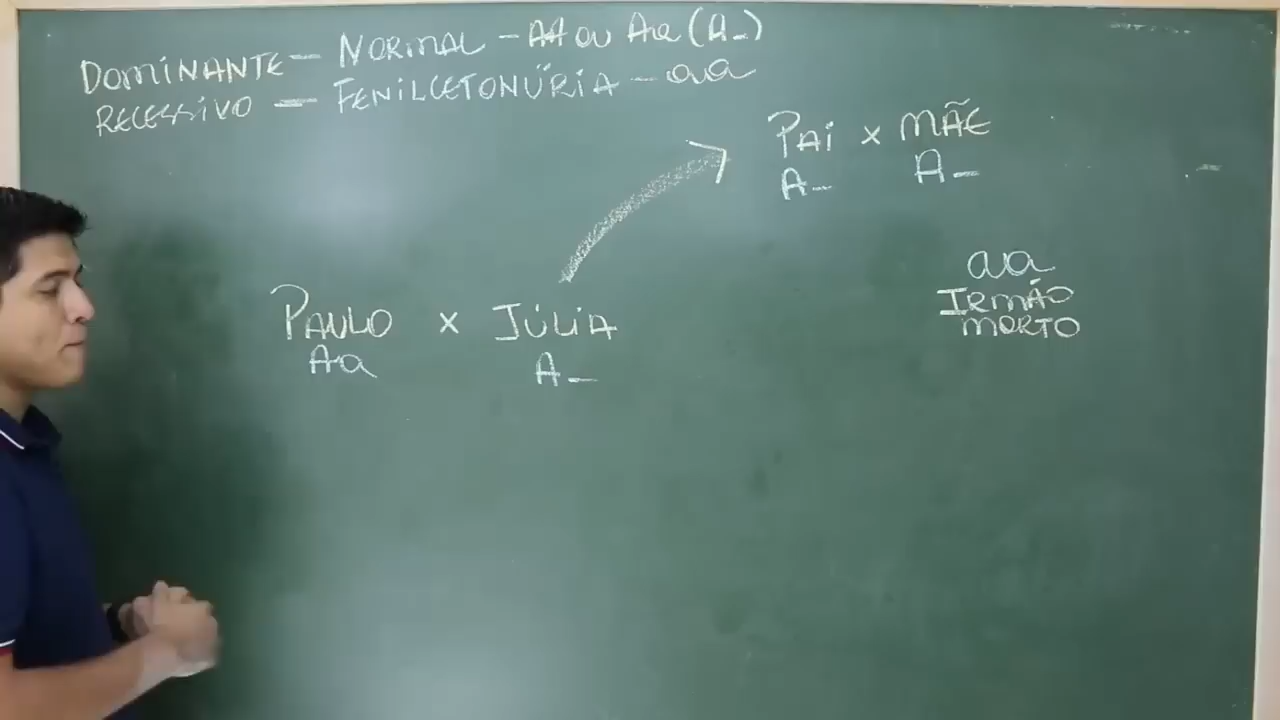 DOMINANTE – NORMAL – AA ou Aa (A_)
RECESSIVO – FENILCETONÚRIA – aa
PAI x MÃE
A_ A_
aa
IRMÃO
MORTO
PAULO x JÚLIA
Aa A_